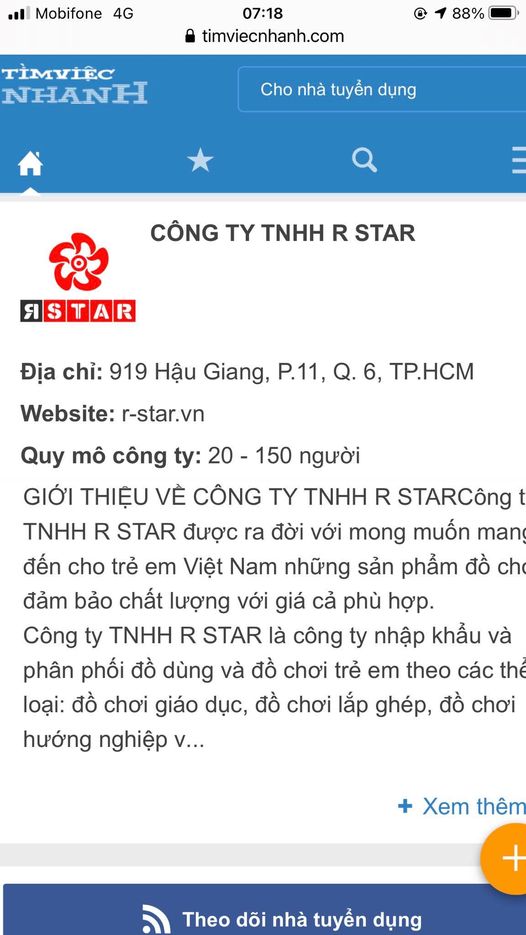 Mobifone 4G 07:18 88%
timviecnhanh.com
TÌMVIỆC
NHANH
Cho nhà tuyển dụng
CÔNG TY TNHH R STAR
RSTAR
Địa chỉ: 919 Hậu Giang, P.11, Q. 6, TP.HCM
Website: r-star.vn
Quy mô công ty: 20 - 150 người
GIỚI THIỆU VỀ CÔNG TY TNHH R STARCông t
TNHH R STAR được ra đời với mong muốn mang
đến cho trẻ em Việt Nam những sản phẩm đồ chơ
đảm bảo chất lượng với giá cả phù hợp.
Công ty TNHH R STAR là công ty nhập khẩu và
phân phối đồ dùng và đồ chơi trẻ em theo các thể
loại: đồ chơi giáo dục, đồ chơi lắp ghép, đồ chơi
hướng nghiệp v...
+ Xem thêm
Theo dõi nhà tuyển dụng